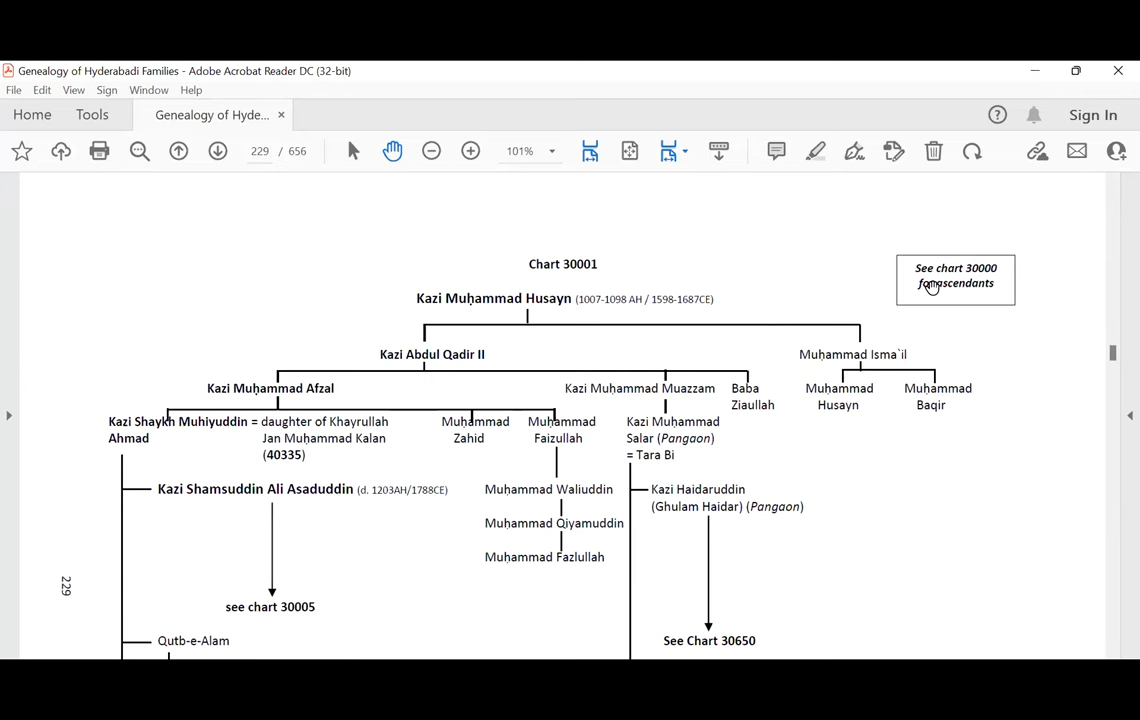 Genealogy of Hyderabadi Families - Adobe Acrobat Reader DC (32-bit)
File Edit View Sign Window Help
Home Tools Genealogy of Hyde... × Sign In
229 / 656 101%
Chart 30001
See chart 30000
for ascendants
Kazi Muḥammad Husayn (1007-1098 AH / 1598-1687CE)
Kazi Abdul Qadir II
Muḥammad Isma`il
Kazi Muḥammad Afzal
Kazi Muḥammad Muazzam
Baba
Ziaullah
Muḥammad
Husayn
Muḥammad
Baqir
Kazi Shaykh Muhiyuddin = daughter of Khayrullah
Ahmad Jan Muḥammad Kalan
(40335)
Muḥammad
Zahid
Muḥammad
Faizullah
Kazi Muḥammad
Salar (Pangaon)
= Tara Bi
Kazi Shamsuddin Ali Asaduddin (d. 1203AH/1788CE)
Muḥammad Waliuddin
Kazi Haidaruddin
(Ghulam Haidar) (Pangaon)
Muḥammad Qiyamuddin
Muḥammad Fazlullah
229
see chart 30005
Qutb-e-Alam
See Chart 30650